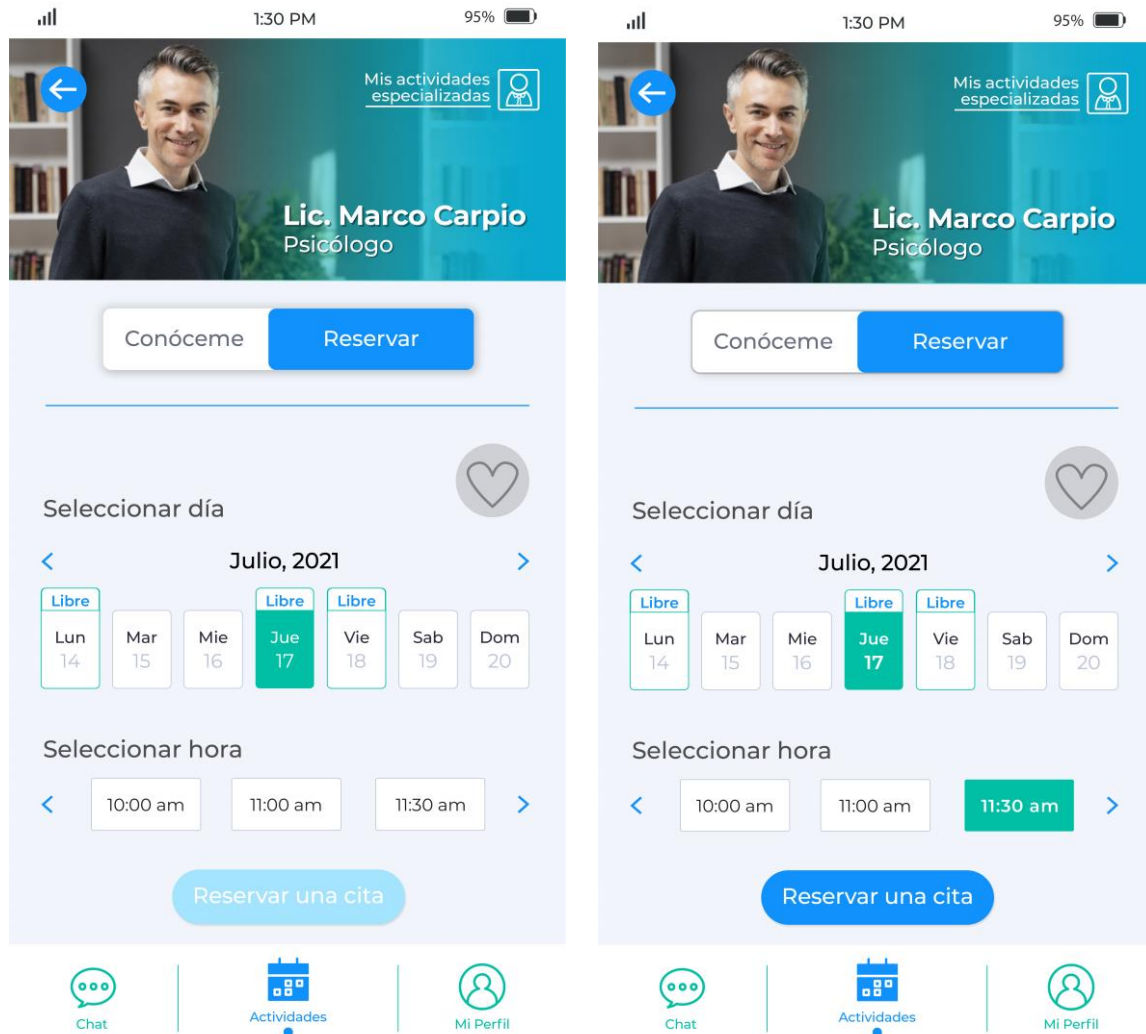 1:30 PM
95%
Mis actividades
especializadas
Lic. Marco Carpio
Psicólogo
Conóceme
Reservar
Seleccionar día
Julio, 2021
Libre
Libre
Libre
Lun
Mar
Mie
Jue
Vie
Sab
Dom
14
15
16
17
18
19
20
Seleccionar hora
10:00 am
11:00 am
11:30 am
Reservar una cita
Chat
Actividades
Mi Perfil
1:30 PM
95%
Mis actividades
especializadas
Lic. Marco Carpio
Psicólogo
Conóceme
Reservar
Seleccionar día
Julio, 2021
Libre
Libre
Libre
Lun
Mar
Mie
Jue
Vie
Sab
Dom
14
15
16
17
18
19
20
Seleccionar hora
10:00 am
11:00 am
11:30 am
Reservar una cita
Chat
Actividades
Mi Perfil